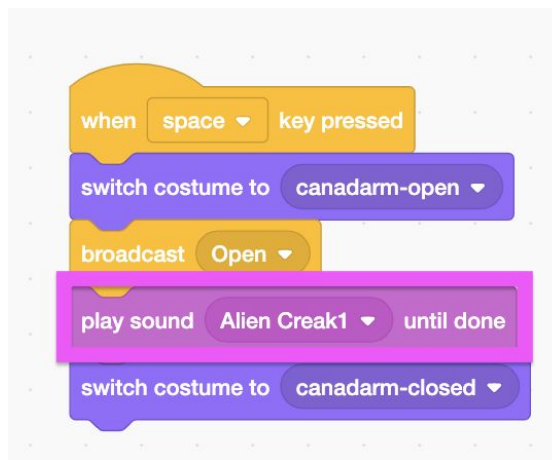 when space key pressed
switch costume to canadarm-open
broadcast Open
play sound Alien Creak1 until done
switch costume to canadarm-closed